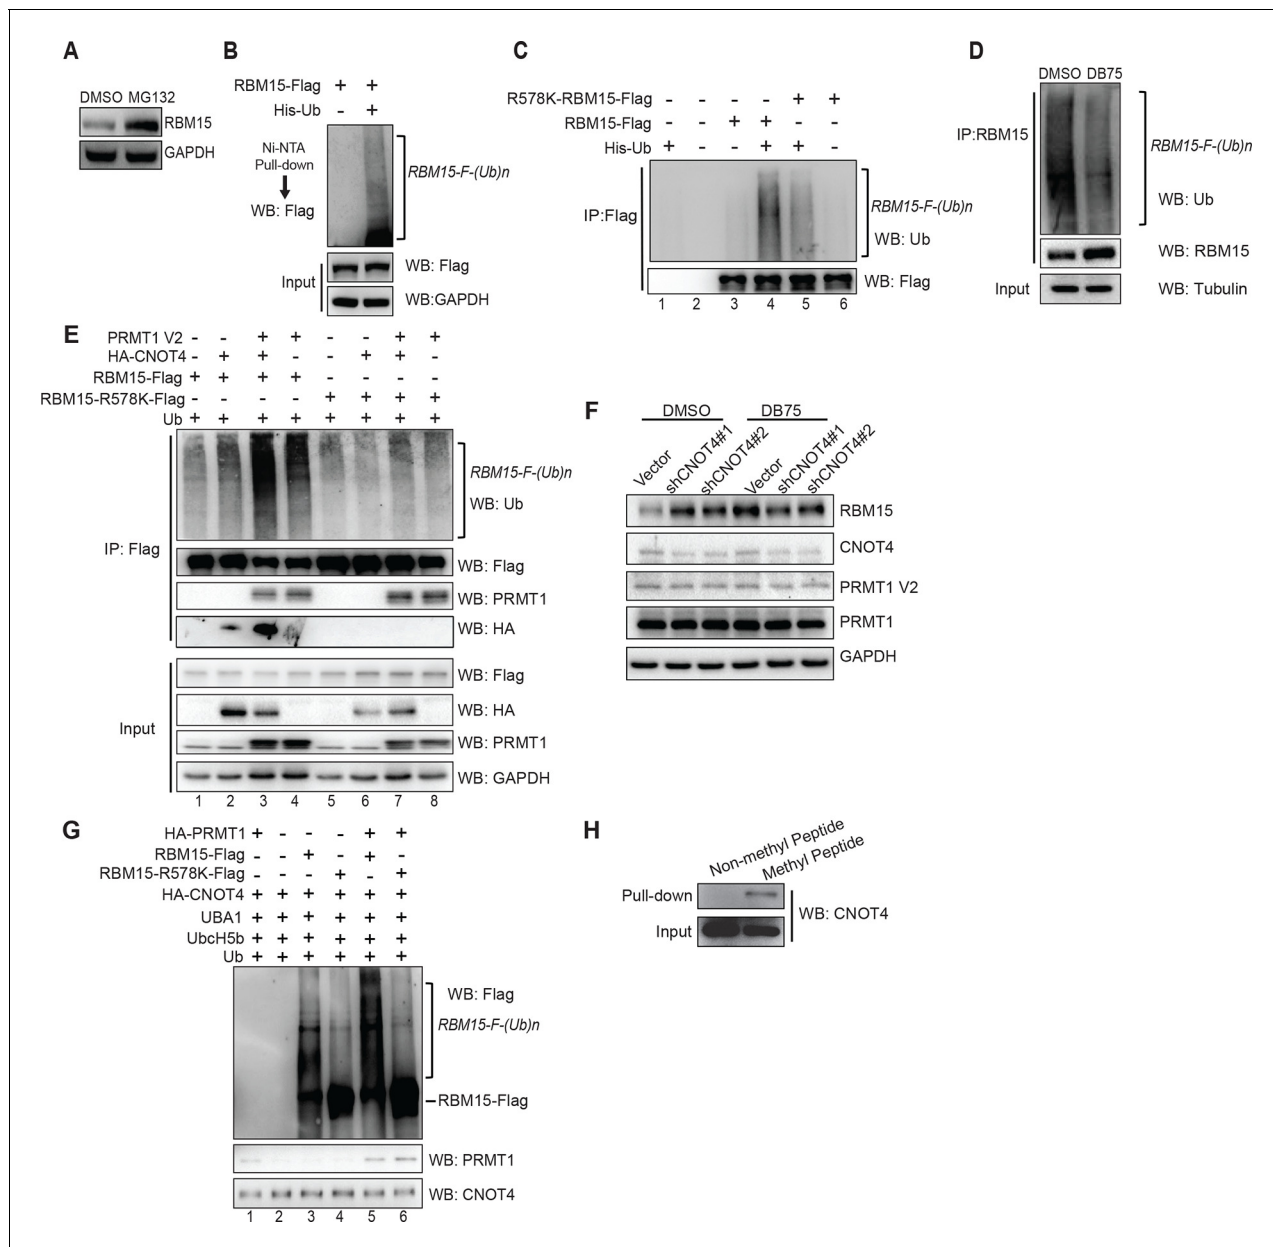 A
DMSO MG132
RBM15
GAPDH
B
RBM15-Flag + +
His-Ub - +
Ni-NTA
Pull-down
WB: Flag
RBM15-F-(Ub)n
Input
WB: Flag
WB:GAPDH
C
R578K-RBM15-Flag - - - - + +
RBM15-Flag - - + + - -
His-Ub + - - + + -
IP:Flag
RBM15-F-(Ub)n
WB: Ub
WB: Flag
1 2 3 4 5 6
D
DMSO DB75
IP:RBM15
RBM15-F-(Ub)n
WB: Ub
WB: RBM15
Input
WB: Tubulin
E
PRMT1 V2 - - + + - - + +
HA-CNOT4 - + + - - + + -
RBM15-Flag + + + + - - - -
RBM15-R578K-Flag - - - - + + + +
Ub + + + + + + + +
IP: Flag
RBM15-F-(Ub)n
WB: Ub
WB: Flag
WB: PRMT1
WB: HA
Input
WB: Flag
WB: HA
WB: PRMT1
WB: GAPDH
1 2 3 4 5 6 7 8
F
DMSO DB75
Vector shCNOT4#1 shCNOT4#2 Vector shCNOT4#1 shCNOT4#2
RBM15
CNOT4
PRMT1 V2
PRMT1
GAPDH
G
HA-PRMT1 + - - - + +
RBM15-Flag - - + - + -
RBM15-R578K-Flag - - - + - +
HA-CNOT4 + + + + + +
UBA1 + + + + + +
UbcH5b + + + + + +
Ub + + + + + +
WB: Flag
RBM15-F-(Ub)n
RBM15-Flag
WB: PRMT1
WB: CNOT4
1 2 3 4 5 6
H
Non-methyl Peptide
Methyl Peptide
Pull-down
Input
WB: CNOT4